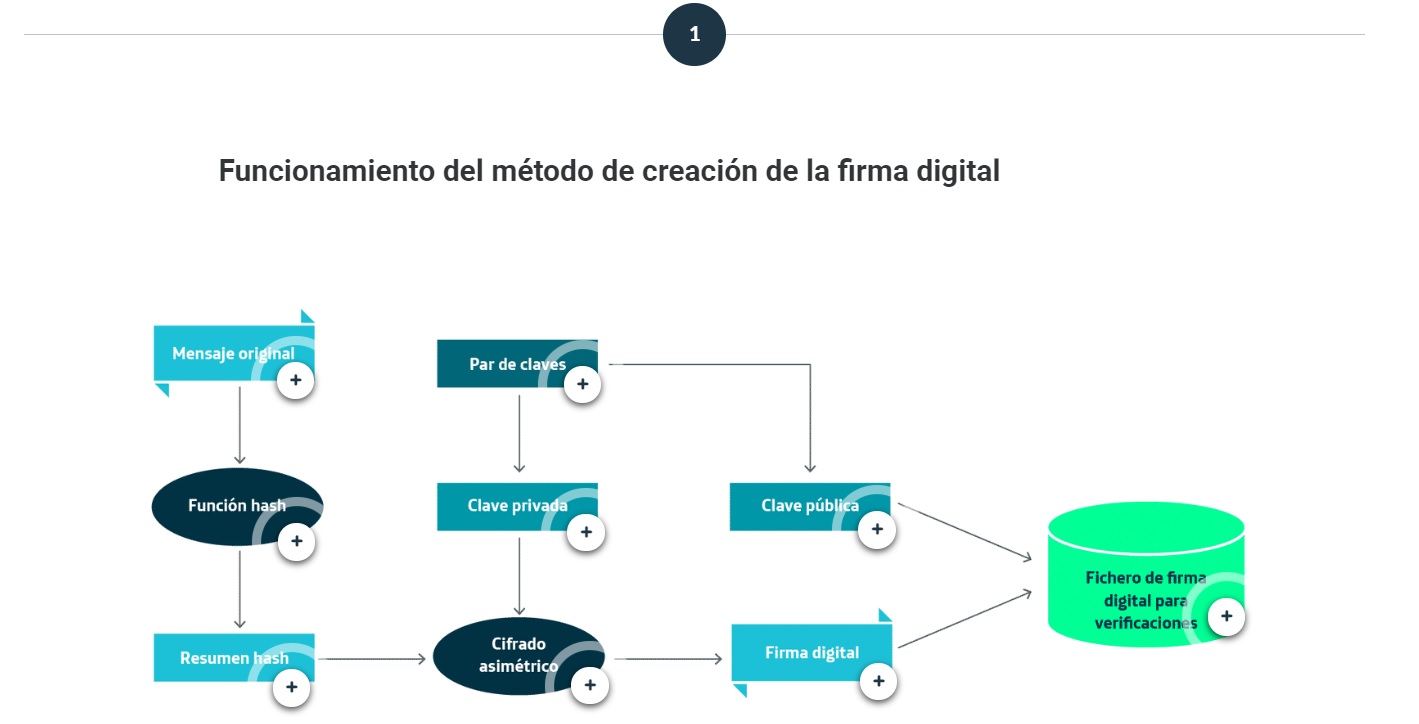 1
Funcionamiento del método de creación de la firma digital
Mensaje original
+
Par de claves
+
Función hash
+
Clave privada
+
Clave pública
+
Fichero de firma
digital para
verificaciones
+
Resumen hash
+
Cifrado
asimétrico
+
Firma digital
+